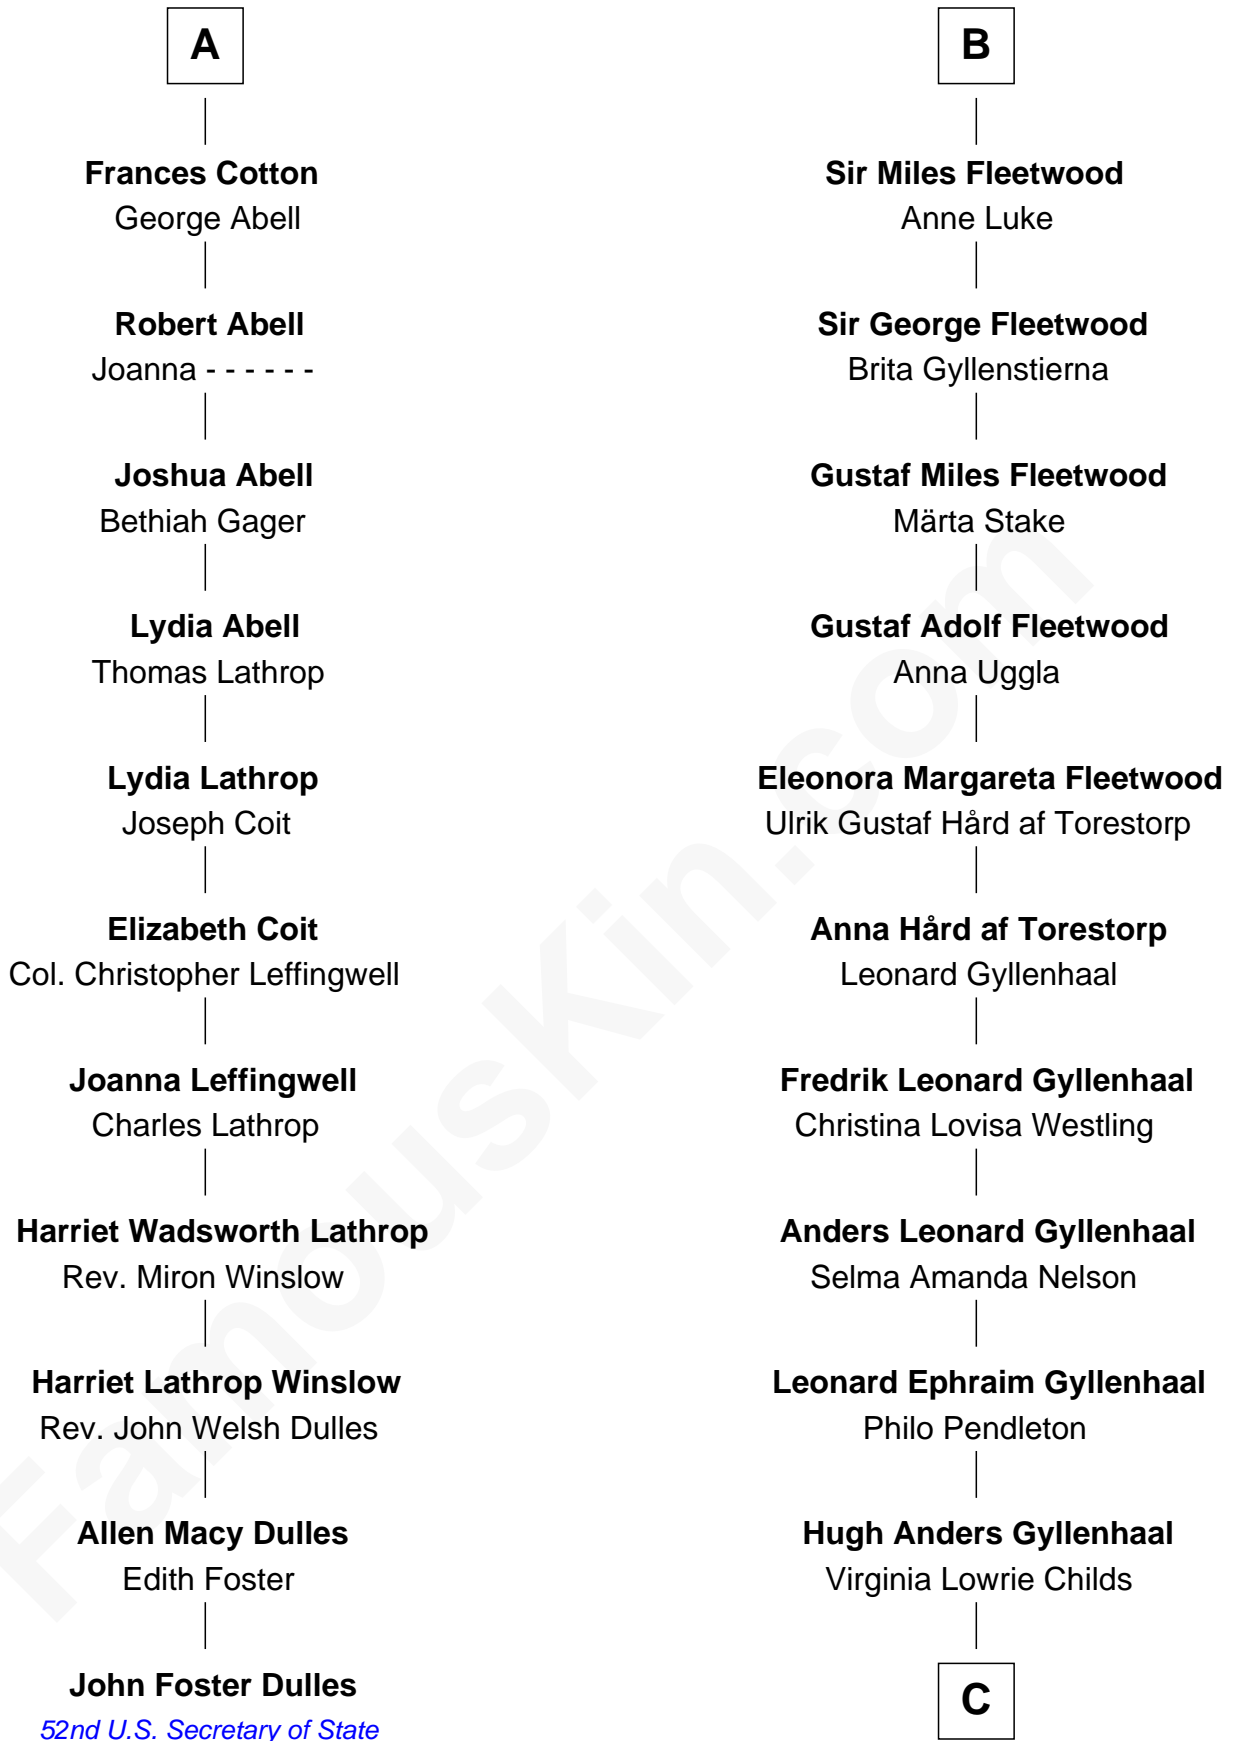 A
Frances Cotton
George Abell
Robert Abell
Joanna - - - - - -
Joshua Abell
Bethiah Gager
Lydia Abell
Thomas Lathrop
Lydia Lathrop
Joseph Coit
Elizabeth Coit
Col. Christopher Leffingwell
Joanna Leffingwell
Charles Lathrop
Harriet Wadsworth Lathrop
Rev. Miron Winslow
Harriet Lathrop Winslow
Rev. John Welsh Dulles
Allen Macy Dulles
Edith Foster
John Foster Dulles
52nd U.S. Secretary of State
B
Sir Miles Fleetwood
Anne Luke
Sir George Fleetwood
Brita Gyllenstierna
Gustaf Miles Fleetwood
Märta Stake
Gustaf Adolf Fleetwood
Anna Uggla
Eleonora Margareta Fleetwood
Ulrik Gustaf Hård af Torestorp
Anna Hård af Torestorp
Leonard Gyllenhaal
Fredrik Leonard Gyllenhaal
Christina Lovisa Westling
Anders Leonard Gyllenhaal
Selma Amanda Nelson
Leonard Ephraim Gyllenhaal
Philo Pendleton
Hugh Anders Gyllenhaal
Virginia Lowrie Childs
C
FamousKin.com